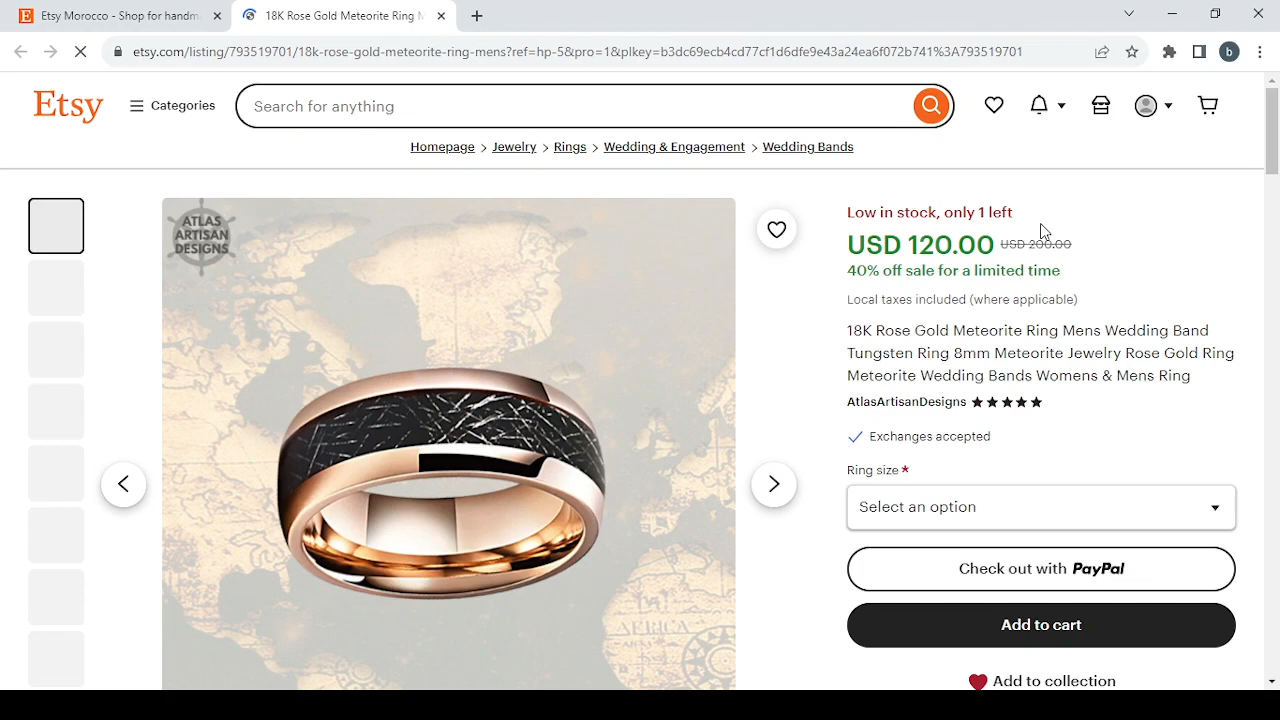 Etsy Morocco - Shop for handm
18K Rose Gold Meteorite Ring M
etsy.com/listing/793519701/18k-rose-gold-meteorite-ring-mens?ref=hp-5&pro=1&plkey=b3dc69ecb4cd77cf1d6dfe9e43a24ea6f072b741%3A793519701
b
Etsy
Categories
Search for anything
Homepage > Jewelry > Rings > Wedding & Engagement > Wedding Bands
ATLAS
ARTISAN
DESIGNS
AFRICA
Low in stock, only 1 left
USD 120.00 USD 200.00
40% off sale for a limited time
Local taxes included (where applicable)
18K Rose Gold Meteorite Ring Mens Wedding Band
Tungsten Ring 8mm Meteorite Jewelry Rose Gold Ring
Meteorite Wedding Bands Womens & Mens Ring
AtlasArtisanDesigns ★★★★★
Exchanges accepted
Ring size *
Select an option
Check out with PayPal
Add to cart
Add to collection